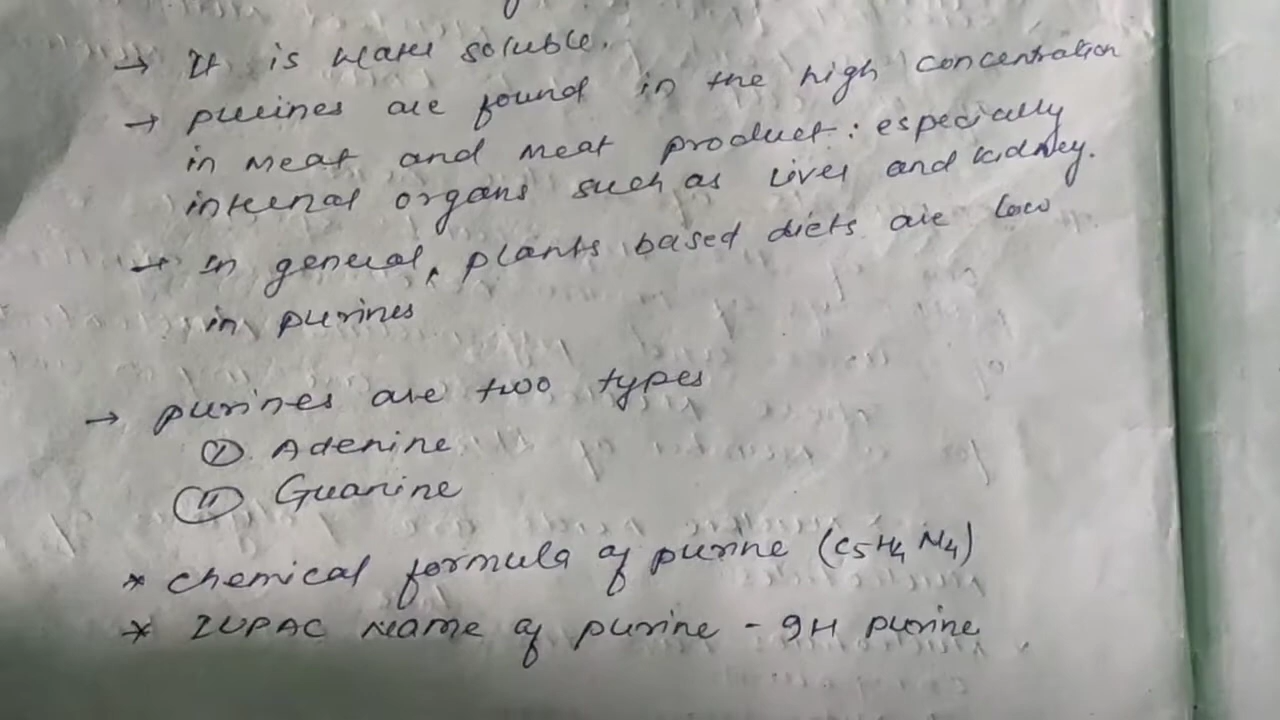 → It is water soluble.
→ purines are found in the high concentration
in meat and meat product: especially
internal organs such as liver and kidney.
→ In general, plants based diets are low
in purines
→ purines are two types
(I) Adenine
(II) Guanine
* chemical formula of purine (C5H4N4)
* IUPAC Name of purine - 9H purine